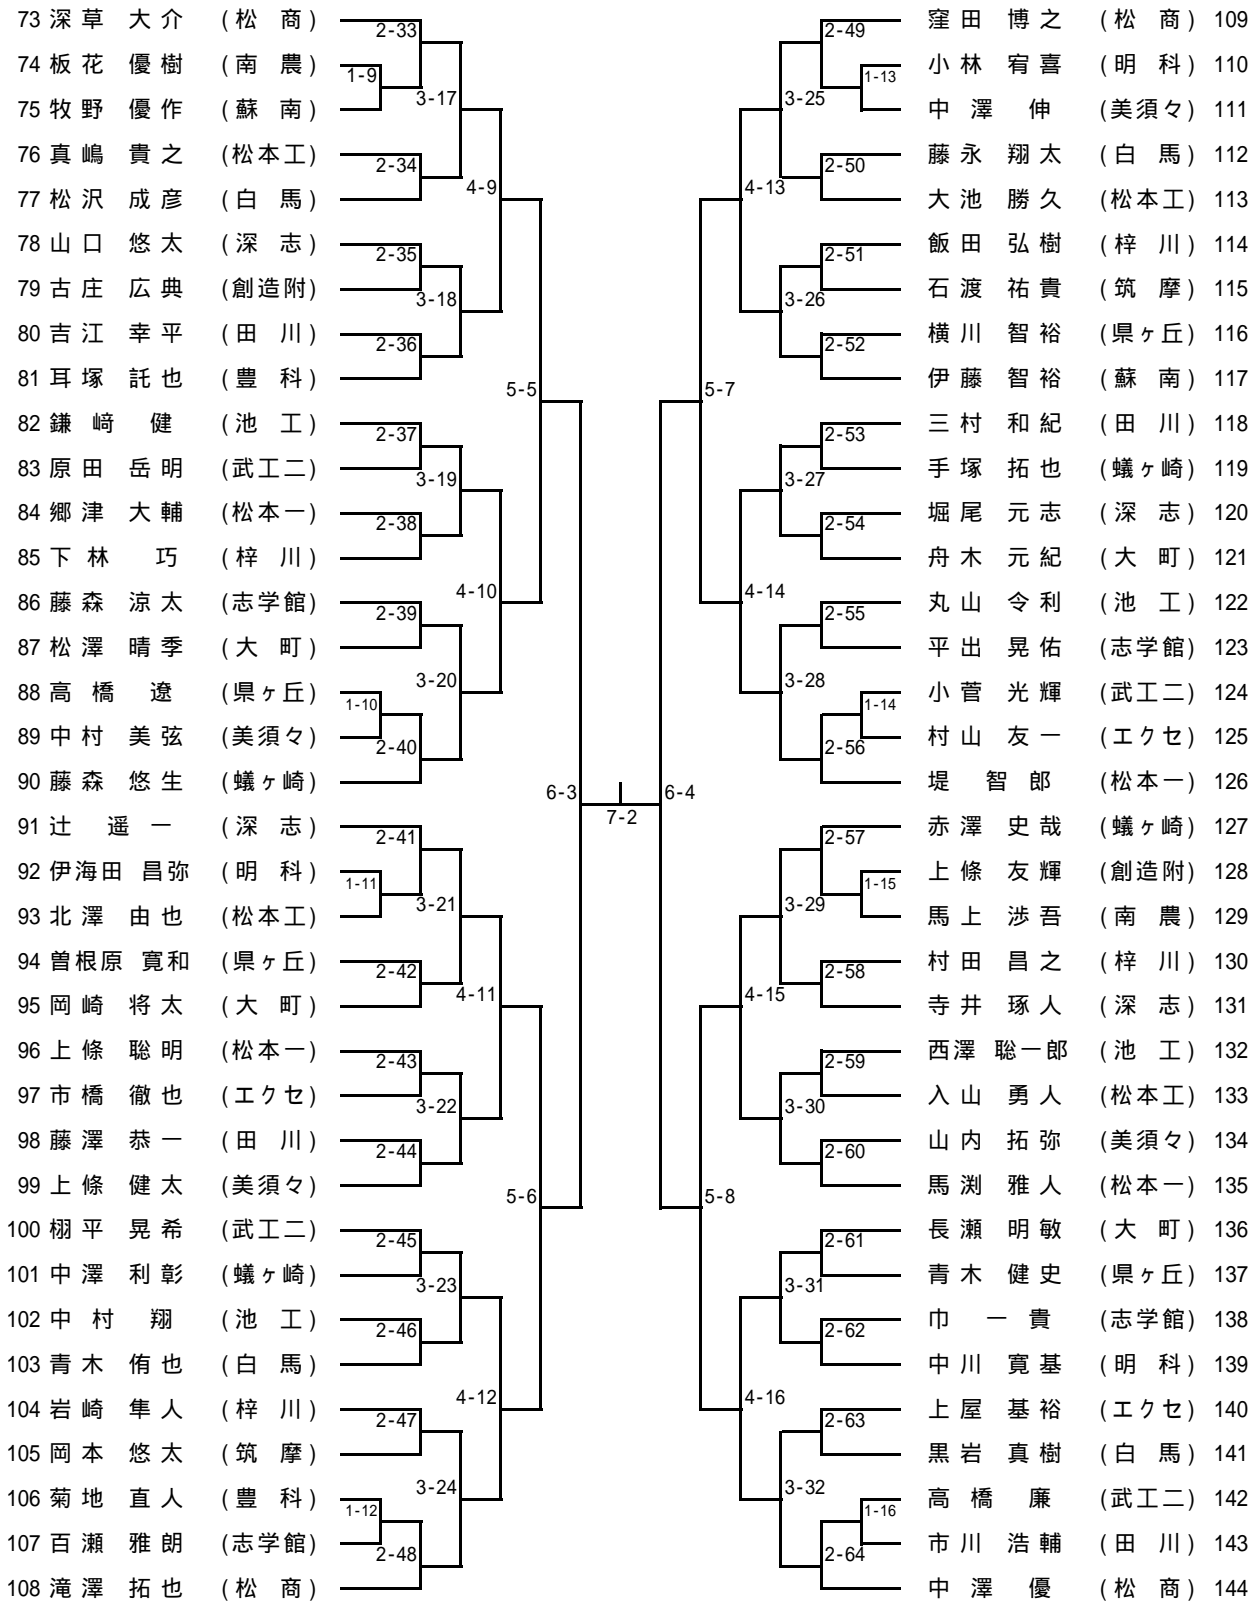 73 深草 大介 (松 商)
2-33
74 板花 優樹 (南 農)
1-9
3-17
75 牧野 優作 (蘇 南)
76 真嶋 貴之 (松本工)
2-34
4-9
77 松沢 成彦 (白 馬)
78 山口 悠太 (深 志)
2-35
79 古庄 広典 (創造附)
3-18
80 吉江 幸平 (田 川)
2-36
81 耳塚 託也 (豊 科)
5-5
82 鎌﨑 健 (池 工)
2-37
83 原田 岳明 (武工二)
3-19
84 郷津 大輔 (松本一)
2-38
85 下林 巧 (梓 川)
4-10
86 藤森 涼太 (志学館)
2-39
87 松澤 晴季 (大 町)
3-20
88 高橋 遼 (県ヶ丘)
1-10
89 中村 美弦 (美須々)
2-40
90 藤森 悠生 (蟻ヶ崎)
6-3
91 辻 遥一 (深 志)
2-41
92 伊海田 昌弥 (明 科)
1-11
3-21
93 北澤 由也 (松本工)
94 曽根原 寛和 (県ヶ丘)
2-42
4-11
95 岡崎 将太 (大 町)
96 上條 聡明 (松本一)
2-43
97 市橋 徹也 (エクセ)
3-22
98 藤澤 恭一 (田 川)
2-44
99 上條 健太 (美須々)
5-6
100 栩平 晃希 (武工二)
2-45
101 中澤 利彰 (蟻ヶ崎)
3-23
102 中村 翔 (池 工)
2-46
103 青木 侑也 (白 馬)
4-12
104 岩崎 隼人 (梓 川)
2-47
105 岡本 悠太 (筑 摩)
3-24
106 菊地 直人 (豊 科)
1-12
107 百瀬 雅朗 (志学館)
2-48
108 滝澤 拓也 (松 商)
7-2
窪田 博之 (松 商) 109
2-49
小林 宥喜 (明 科) 110
1-13
3-25
中澤 伸 (美須々) 111
藤永 翔太 (白 馬) 112
2-50
4-13
大池 勝久 (松本工) 113
飯田 弘樹 (梓 川) 114
2-51
石渡 祐貴 (筑 摩) 115
3-26
横川 智裕 (県ヶ丘) 116
2-52
伊藤 智裕 (蘇 南) 117
5-7
三村 和紀 (田 川) 118
2-53
手塚 拓也 (蟻ヶ崎) 119
3-27
堀尾 元志 (深 志) 120
2-54
舟木 元紀 (大 町) 121
4-14
丸山 令利 (池 工) 122
2-55
平出 晃佑 (志学館) 123
3-28
小菅 光輝 (武工二) 124
1-14
村山 友一 (エクセ) 125
2-56
堤 智郎 (松本一) 126
6-4
赤澤 史哉 (蟻ヶ崎) 127
2-57
上條 友輝 (創造附) 128
1-15
3-29
馬上 渉吾 (南 農) 129
村田 昌之 (梓 川) 130
2-58
4-15
寺井 琢人 (深 志) 131
西澤 聡一郎 (池 工) 132
2-59
入山 勇人 (松本工) 133
3-30
山内 拓弥 (美須々) 134
2-60
馬渕 雅人 (松本一) 135
5-8
長瀬 明敏 (大 町) 136
2-61
青木 健史 (県ヶ丘) 137
3-31
巾 一貴 (志学館) 138
2-62
中川 寛基 (明 科) 139
4-16
上屋 基裕 (エクセ) 140
2-63
黒岩 真樹 (白 馬) 141
3-32
高橋 廉 (武工二) 142
1-16
市川 浩輔 (田 川) 143
2-64
中澤 優 (松 商) 144